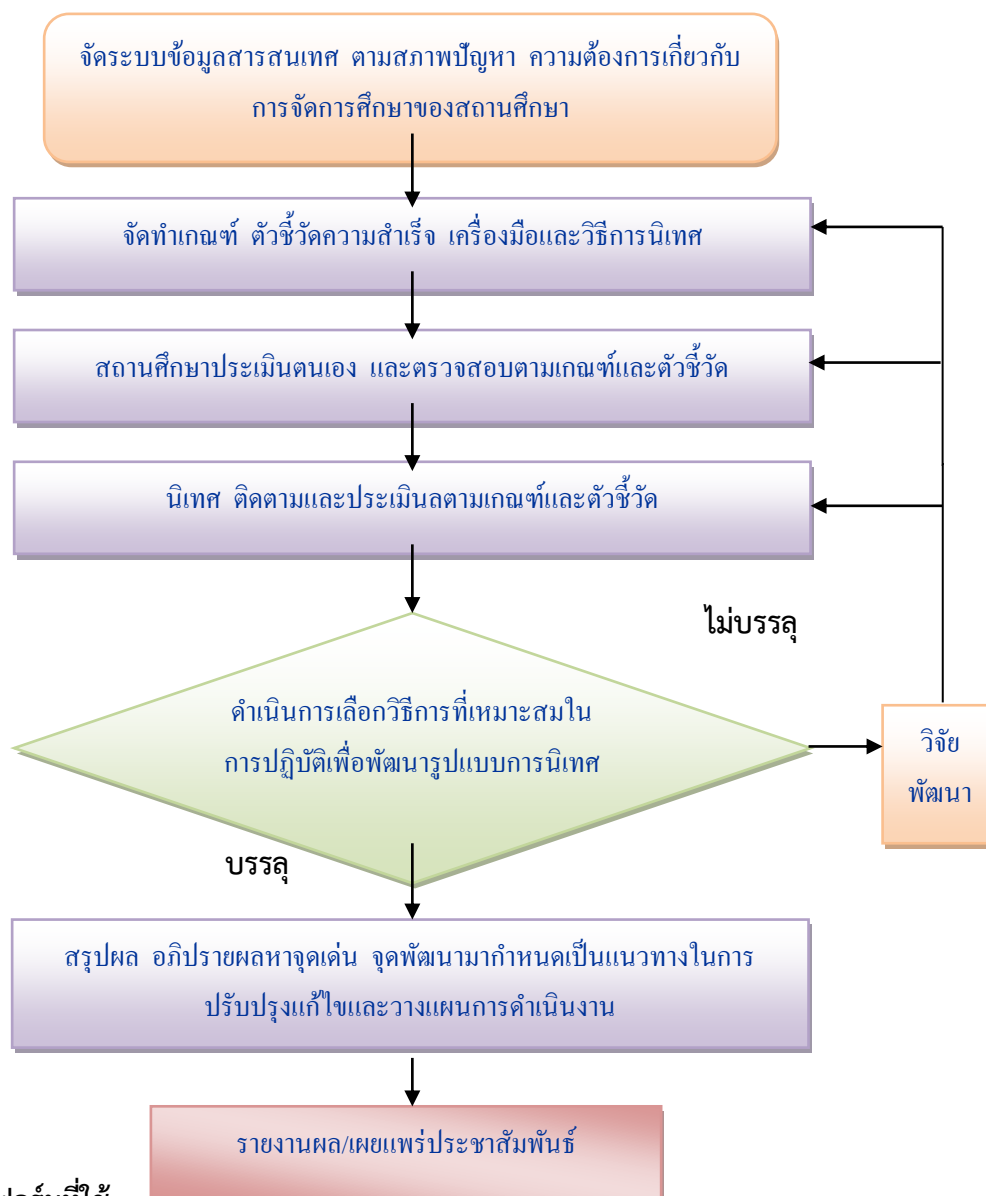 จัดระบบข้อมูลสารสนเทศ ตามสภาพปัญหา ความต้องการเกี่ยวกับ
การจัดการศึกษาของสถานศึกษา
จัดทำเกณฑ์ ตัวชี้วัดความสำเร็จ เครื่องมือและวิธีการนิเทศ
สถานศึกษาประเมินตนเอง และตรวจสอบตามเกณฑ์และตัวชี้วัด
นิเทศ ติดตามและประเมินลตามเกณฑ์และตัวชี้วัด
ไม่บรรลุ
ดำเนินการเลือกวิธีการที่เหมาะสมใน
การปฏิบัติเพื่อพัฒนารูปแบบการนิเทศ
วิจัย
พัฒนา
บรรลุ
สรุปผล อภิปรายผลหาจุดเด่น จุดพัฒนามากำหนดเป็นแนวทางในการ
ปรับปรุงแก้ไขและวางแผนการดำเนินงาน
รายงานผล/เผยแพร่ประชาสัมพันธ์